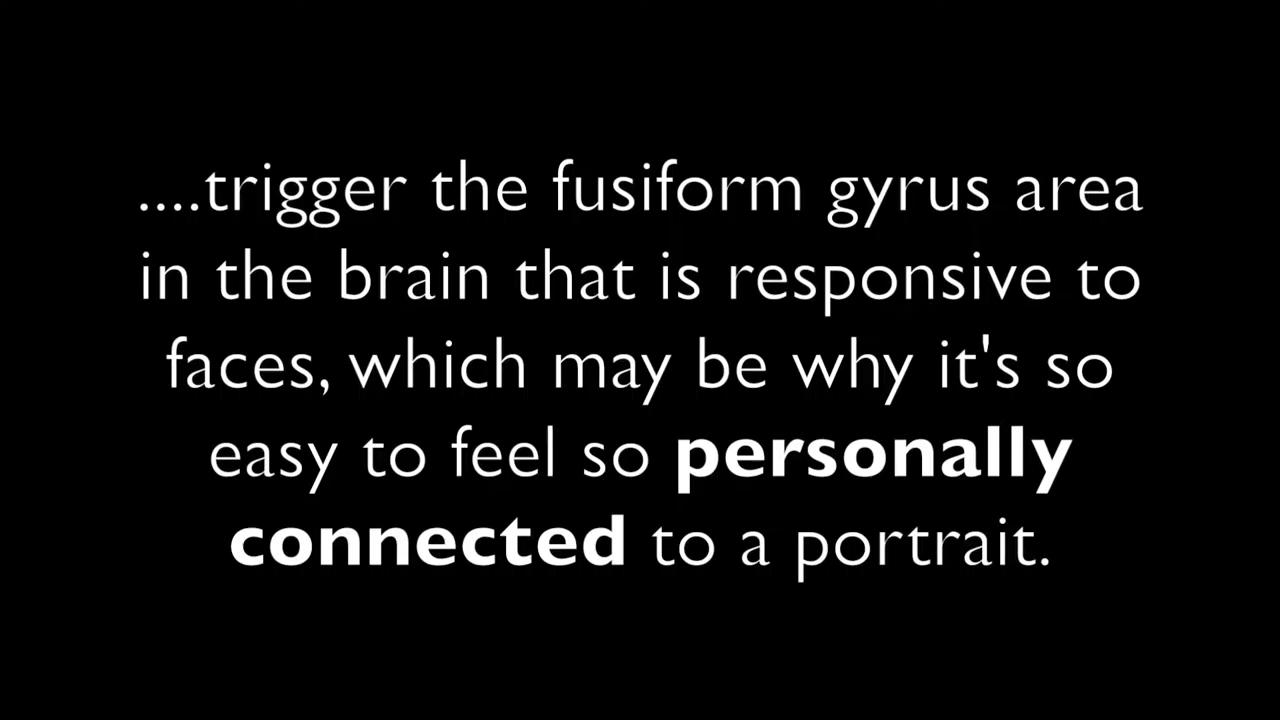 ....trigger the fusiform gyrus area
in the brain that is responsive to
faces, which may be why it's so
easy to feel so personally
connected to a portrait.